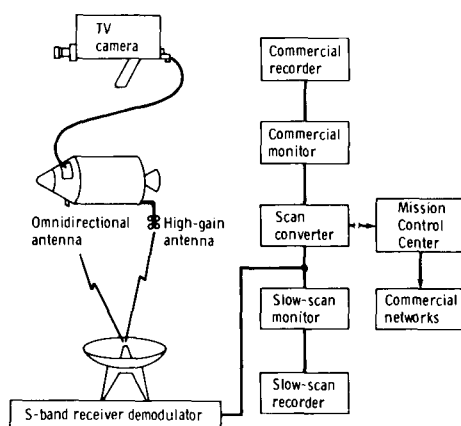 TV
camera
Omnidirectional
antenna
High-gain
antenna
S-band receiver demodulator
Commercial
recorder
Commercial
monitor
Scan
converter
Mission
Control
Center
Commercial
networks
Slow-scan
monitor
Slow-scan
recorder